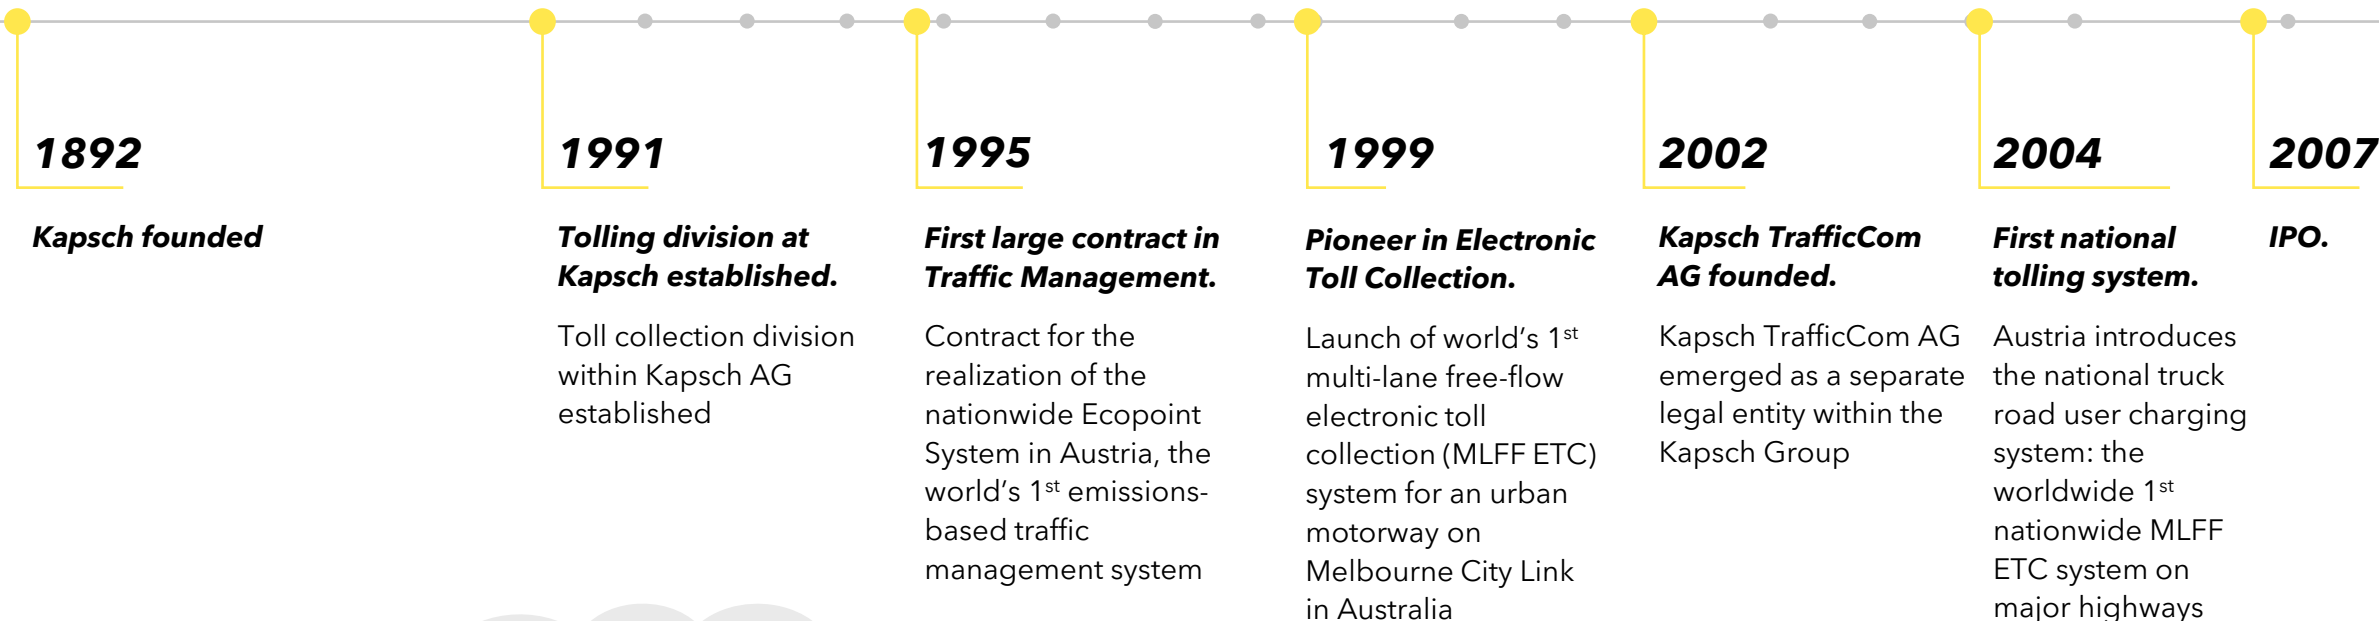 1892
Kapsch founded
1991
Tolling division at
Kapsch established.
Toll collection division
within Kapsch AG
established
1995
First large contract in
Traffic Management.
Contract for the
realization of the
nationwide Ecopoint
System in Austria, the
world’s 1st emissions-
based traffic
management system
1999
Pioneer in Electronic
Toll Collection.
Launch of world’s 1st
multi-lane free-flow
electronic toll
collection (MLFF ETC)
system for an urban
motorway on
Melbourne City Link
in Australia
2002
Kapsch TrafficCom
AG founded.
Kapsch TrafficCom AG
emerged as a separate
legal entity within the
Kapsch Group
2004
First national
tolling system.
Austria introduces
the national truck
road user charging
system: the
worldwide 1st
nationwide MLFF
ETC system on
major highways
2007
IPO.